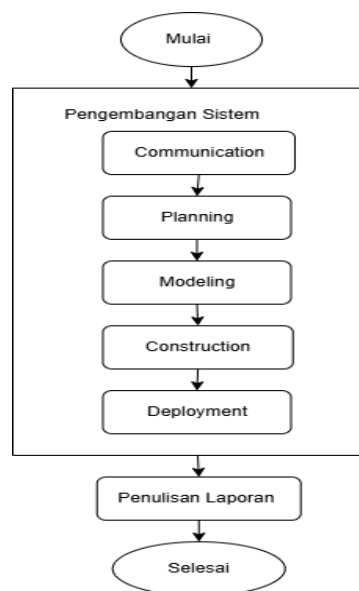 Mulai
Pengembangan Sistem
Communication
Planning
Modeling
Construction
Deployment
Penulisan Laporan
Selesai